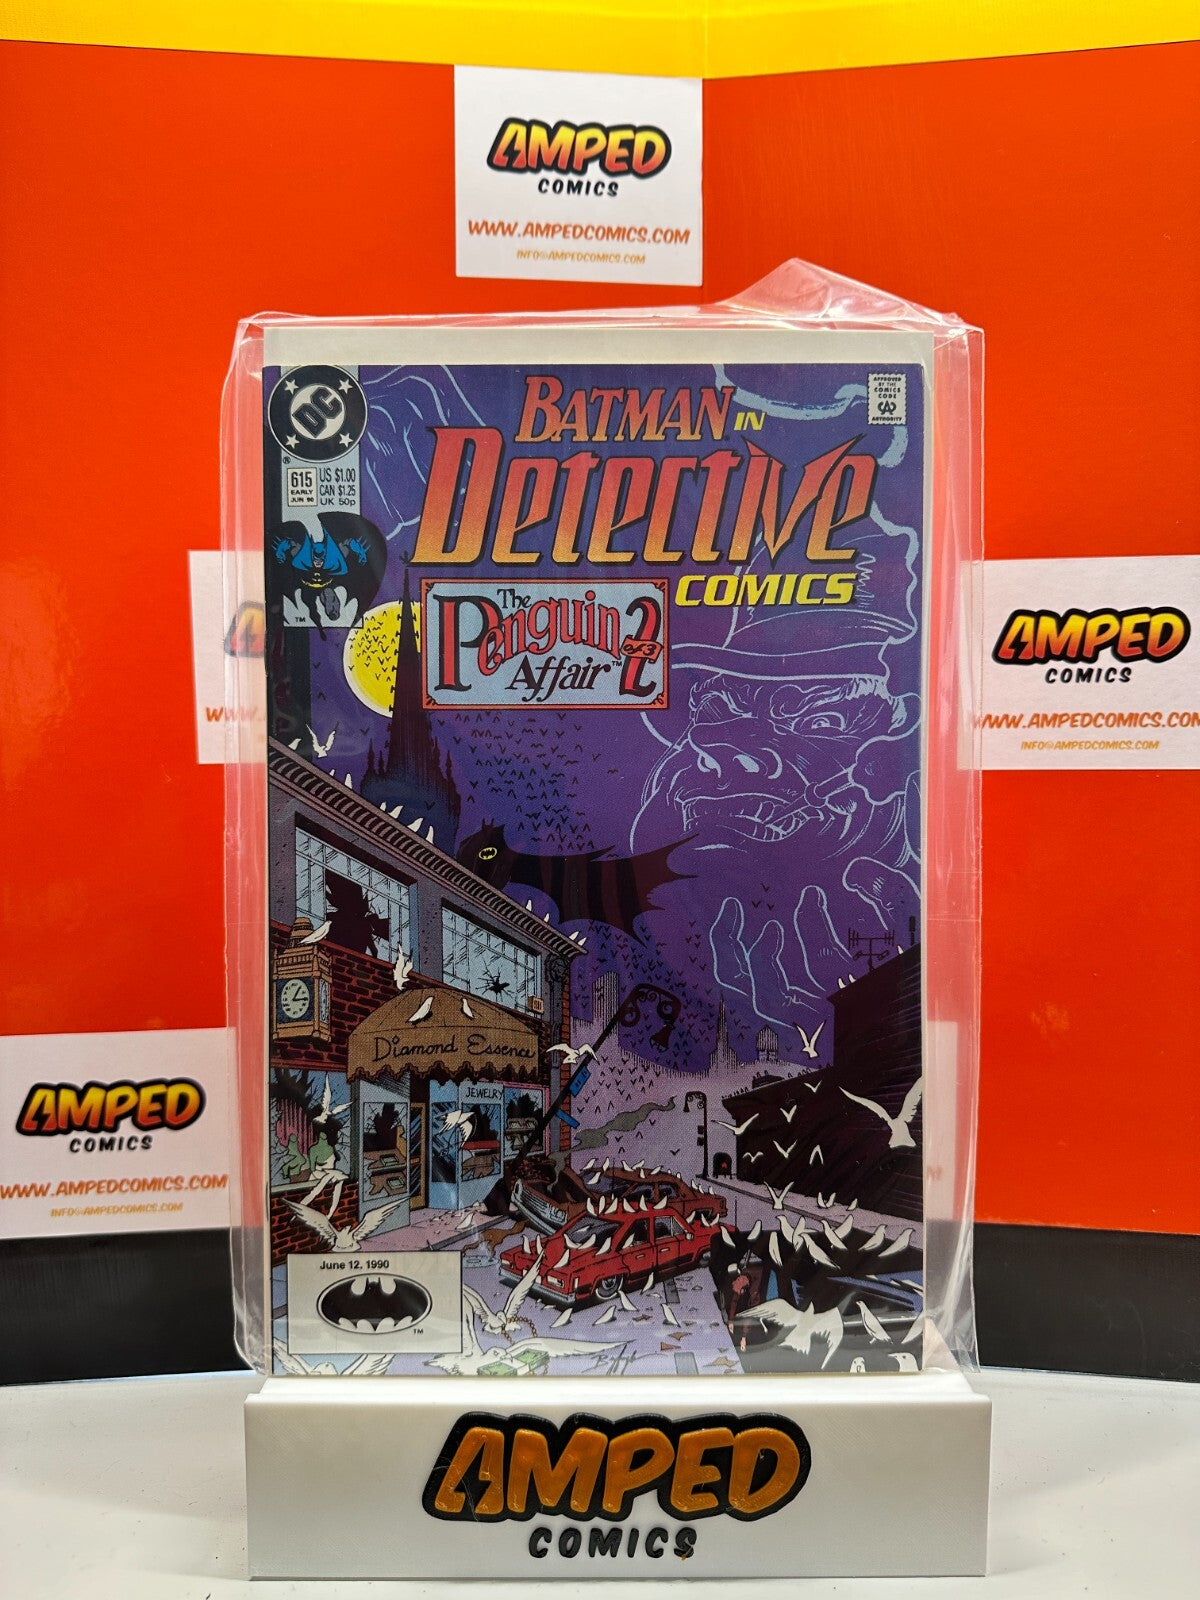 AMPED
COMICS
WWW.AMPEDCOMICS.COM
INFO@AMPEDCOMICS.COM
DC
®
615
EARLY
JUN 90
US $1.00
CAN $1.25
UK 50p
TM
BATMAN IN
Detective
COMICS
APPROVED
BY THE
COMICS
CODE
AUTHORITY
The
Penguin
Affair™
2
of 3
AMPED
COMICS
WWW.AMPEDCOMICS.COM
INFO@AMPEDCOMICS.COM
Diamond Essence
JEWELRY
AMPED
COMICS
WWW.AMPEDCOMICS.COM
INFO@AMPEDCOMICS.COM
June 12, 1990
TM
AMPED
COMICS